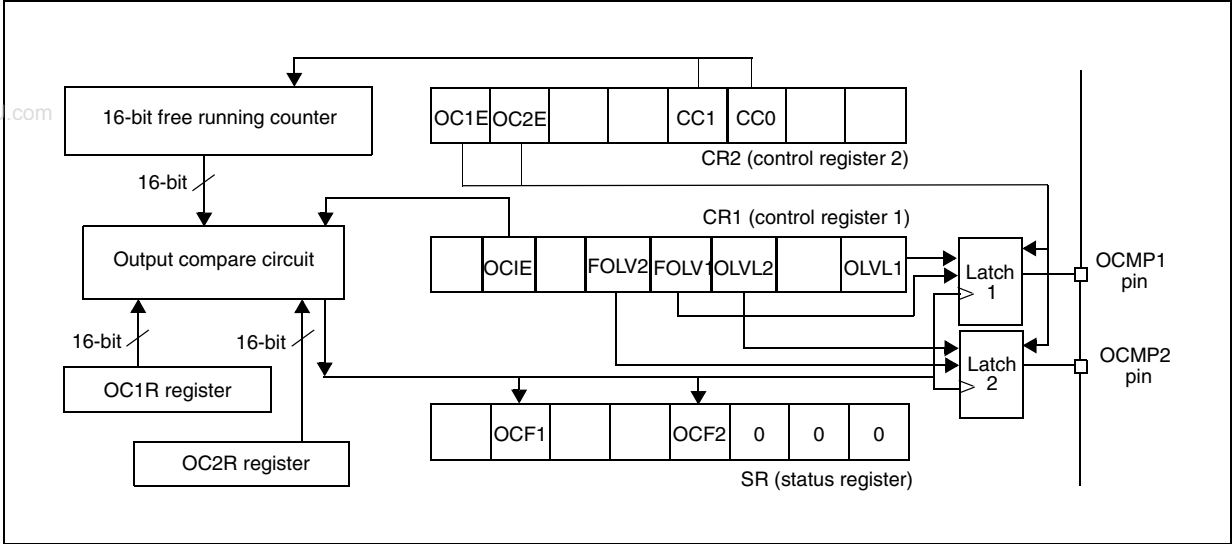 J.com
16-bit free running counter
OC1E OC2E CC1 CC0
CR2 (control register 2)
16-bit
CR1 (control register 1)
Output compare circuit
OCIE FOLV2 FOLV1 OLVL2 OLVL1
Latch
1
OCMP1
pin
16-bit
16-bit
OC1R register
Latch
2
OCMP2
pin
OCF1 OCF2 0 0 0
OC2R register
SR (status register)